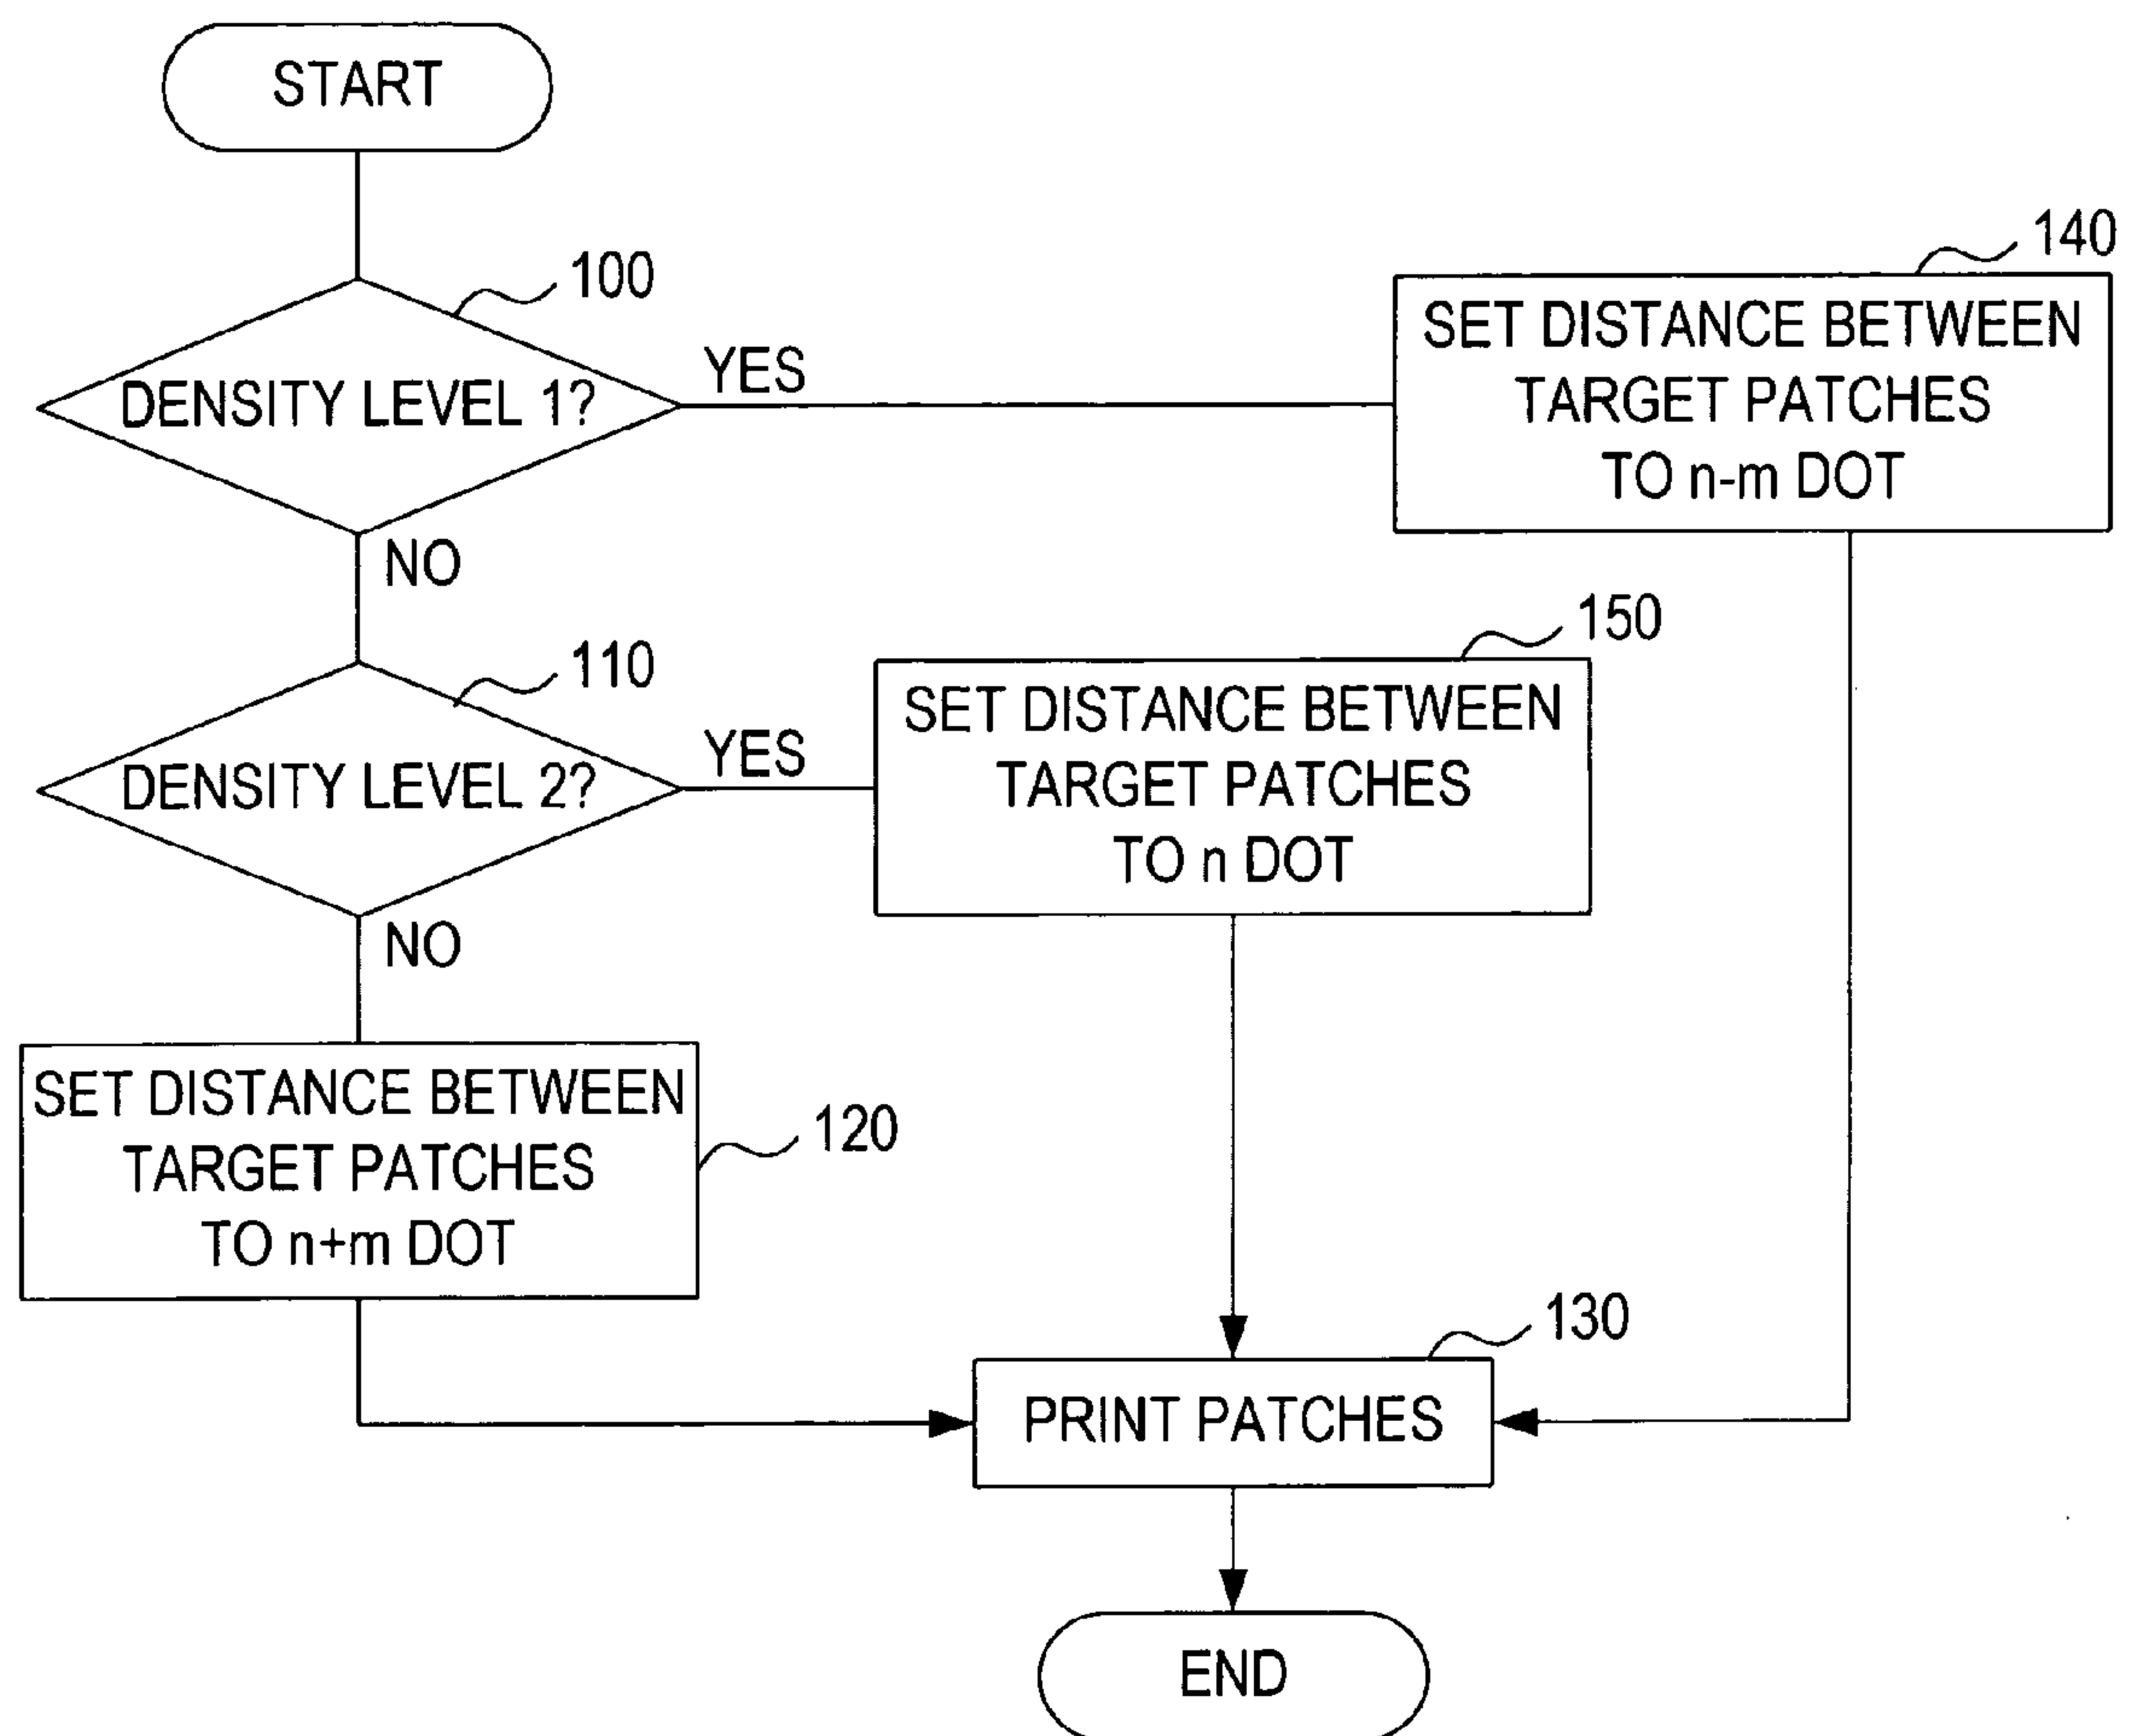 START
100
DENSITY LEVEL 1?
YES
NO
140
SET DISTANCE BETWEEN
TARGET PATCHES
TO n-m DOT
110
DENSITY LEVEL 2?
YES
NO
150
SET DISTANCE BETWEEN
TARGET PATCHES
TO n DOT
SET DISTANCE BETWEEN
TARGET PATCHES
TO n+m DOT
120
130
PRINT PATCHES
END